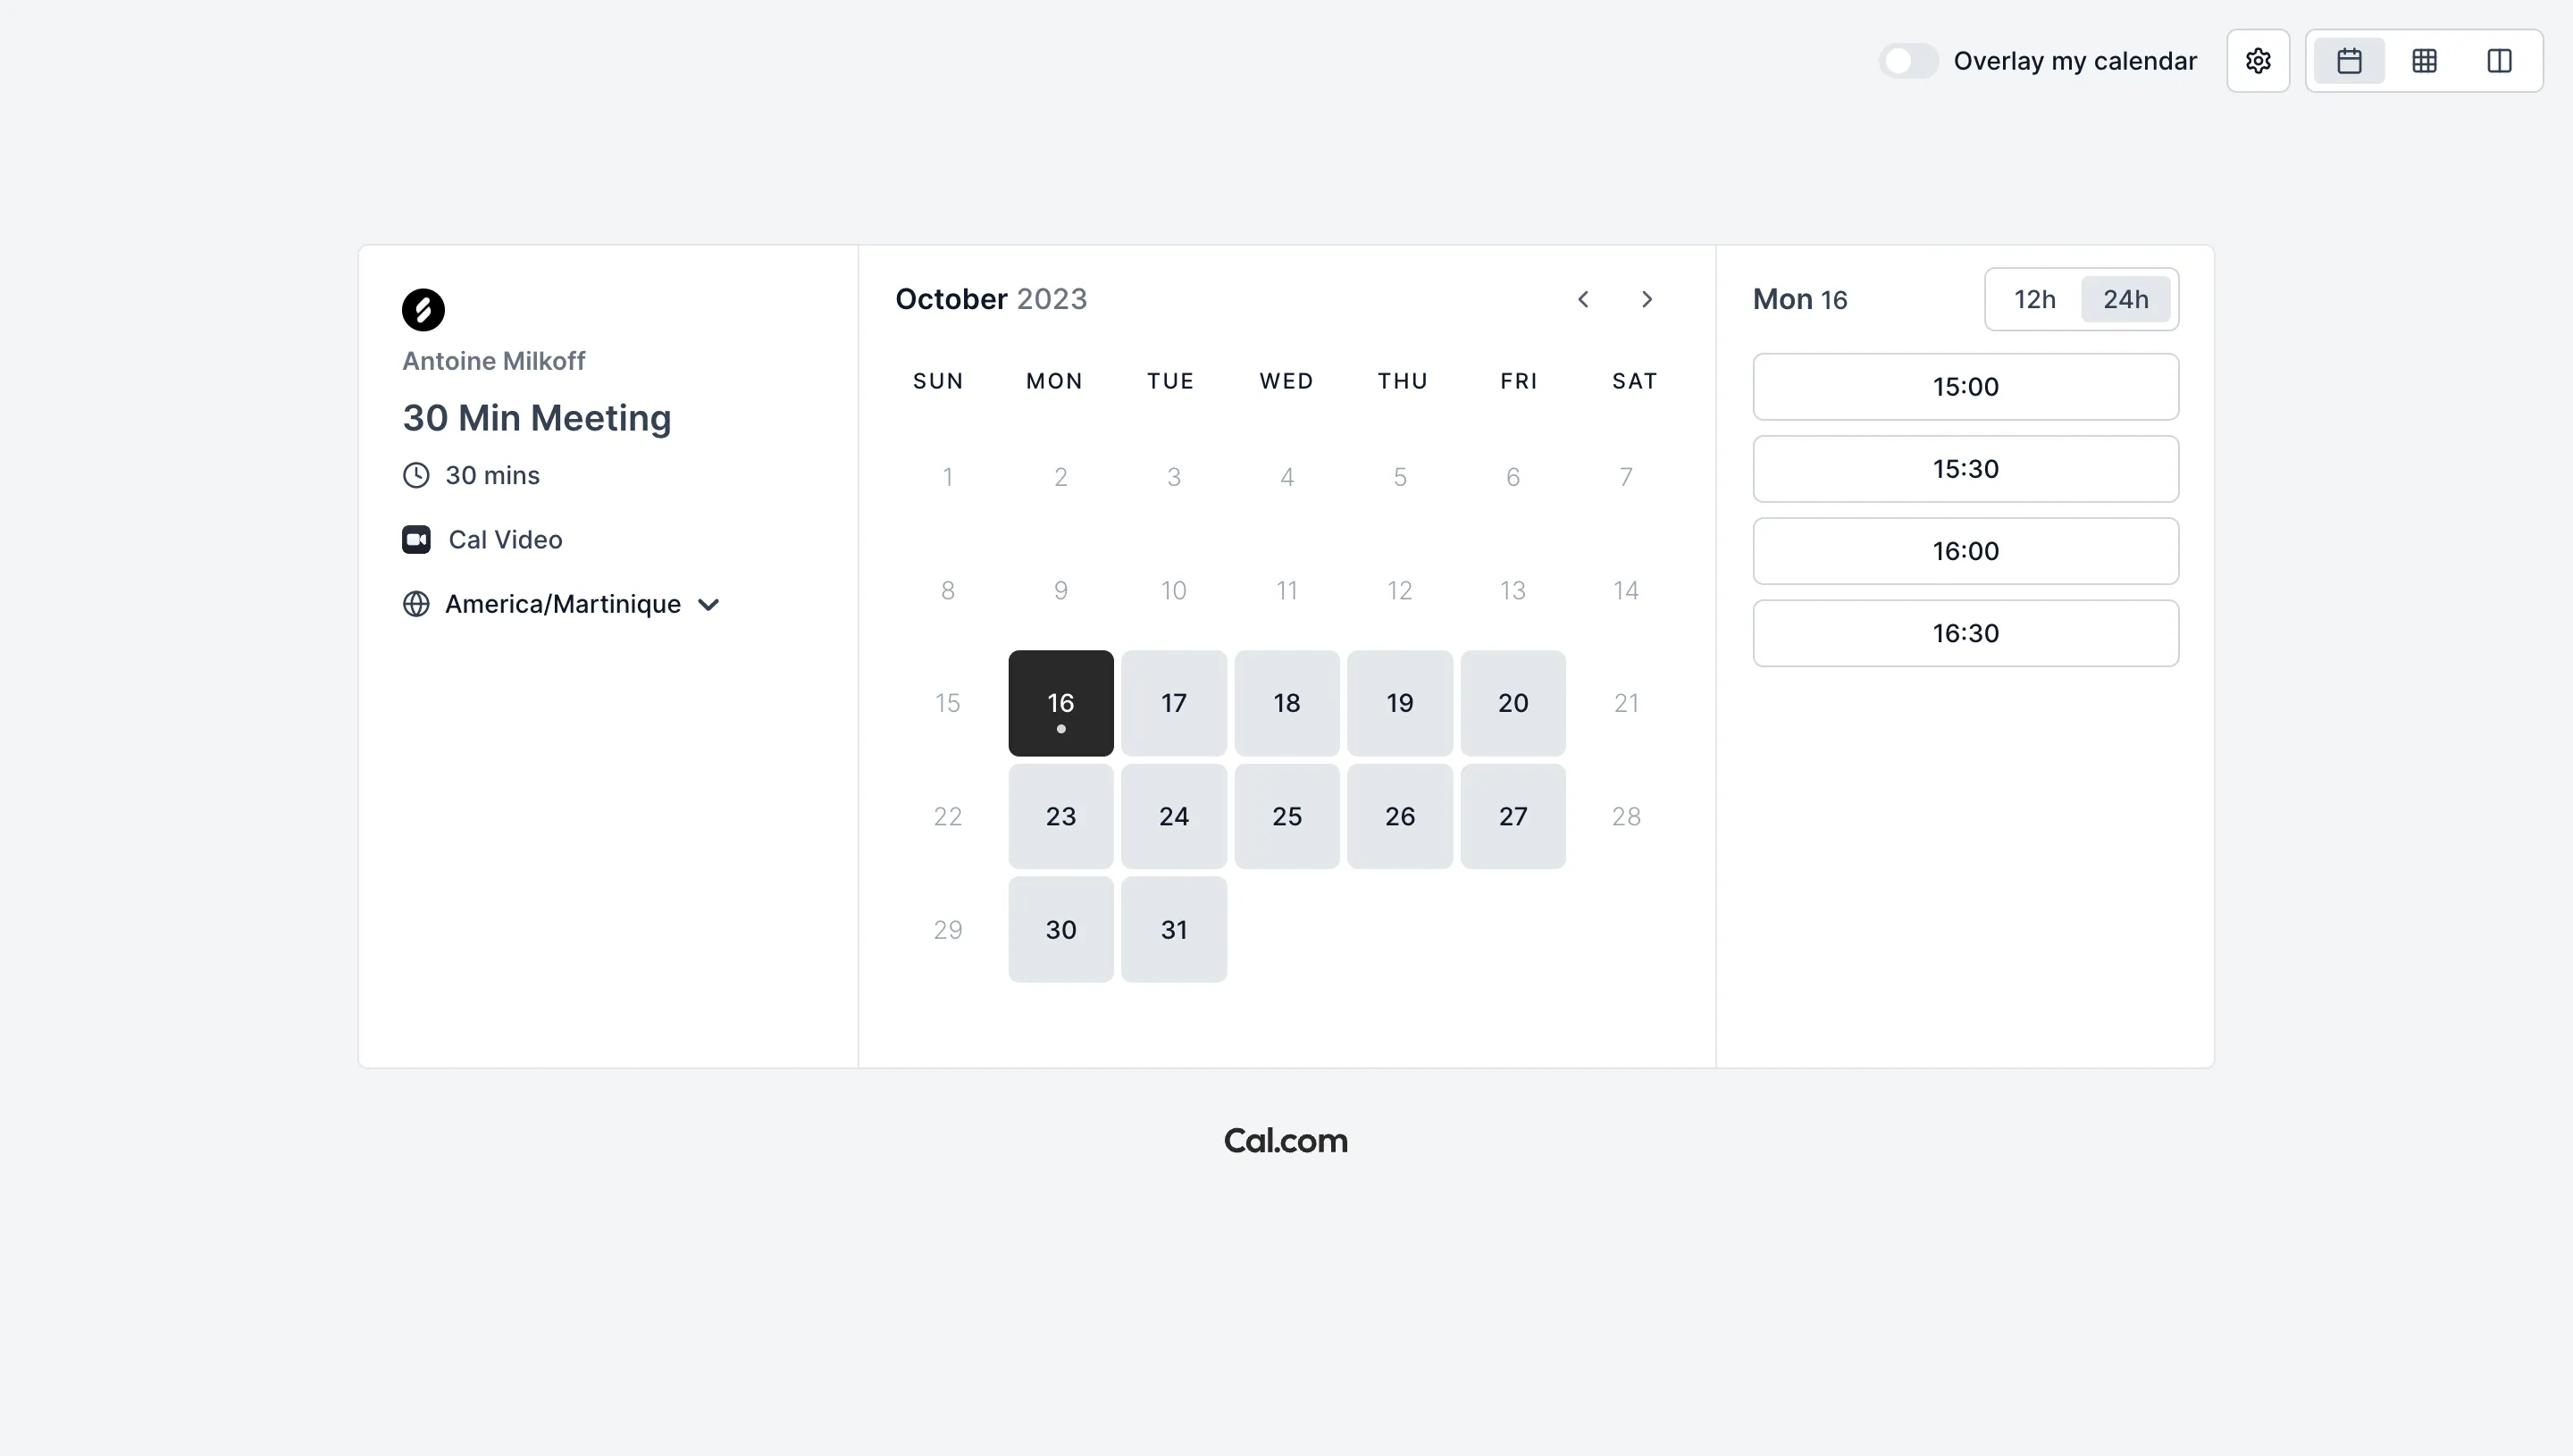 Overlay my calendar
Antoine Milkoff
30 Min Meeting
30 mins
Cal Video
America/Martinique
October 2023
SUN MON TUE WED THU FRI SAT
1 2 3 4 5 6 7
8 9 10 11 12 13 14
15 16 17 18 19 20 21
22 23 24 25 26 27 28
29 30 31
Mon 16
12h 24h
15:00
15:30
16:00
16:30
Cal.com